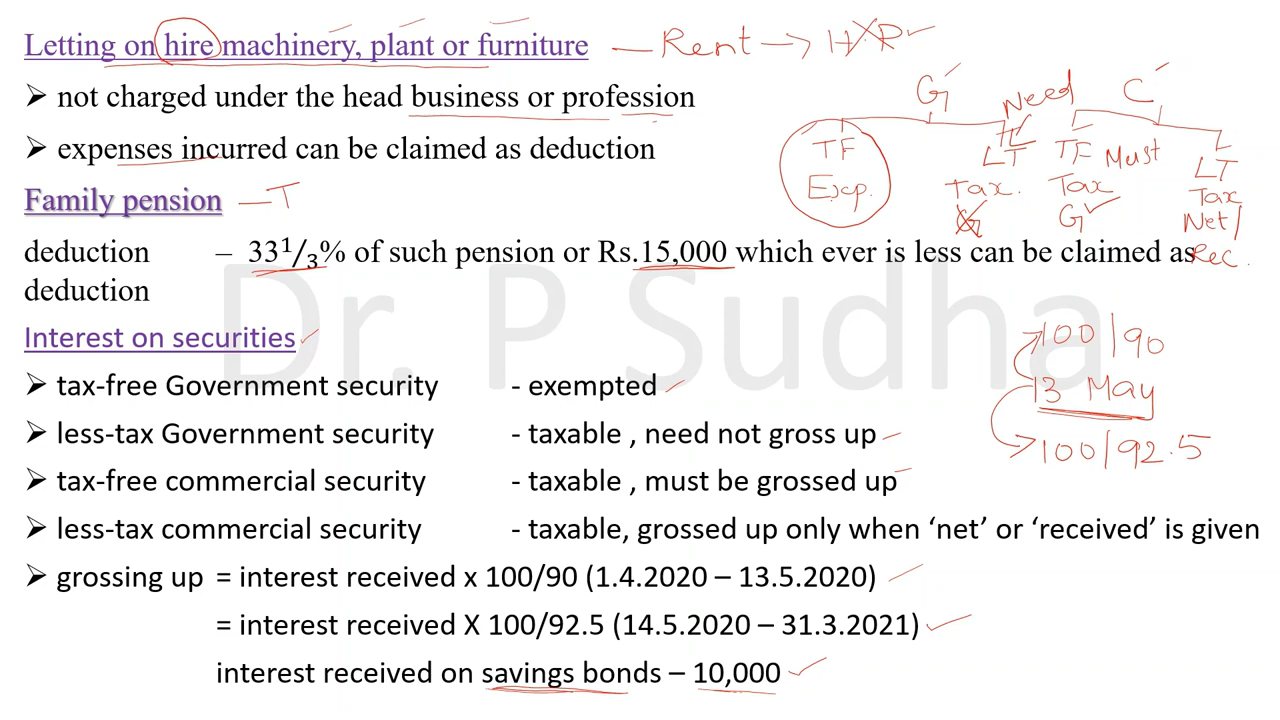 Letting on hire machinery, plant or furniture — Rent → HP
➤ not charged under the head business or profession
➤ expenses incurred can be claimed as deduction
Family pension — T
deduction – 33 1/3% of such pension or Rs.15,000 which ever is less can be claimed as
deduction
Interest on securities
➤ tax-free Government security - exempted
➤ less-tax Government security - taxable , need not gross up
➤ tax-free commercial security - taxable , must be grossed up
➤ less-tax commercial security - taxable, grossed up only when ‘net’ or ‘received’ is given
➤ grossing up = interest received x 100/90 (1.4.2020 – 13.5.2020)
= interest received X 100/92.5 (14.5.2020 – 31.3.2021)
interest received on savings bonds – 10,000
G Need C
TF LT TF Must LT
Exp. Tax. Tax Tax
G G Net/
Rec.
100/90
13 May
100/92.5
Dr. P Sudha